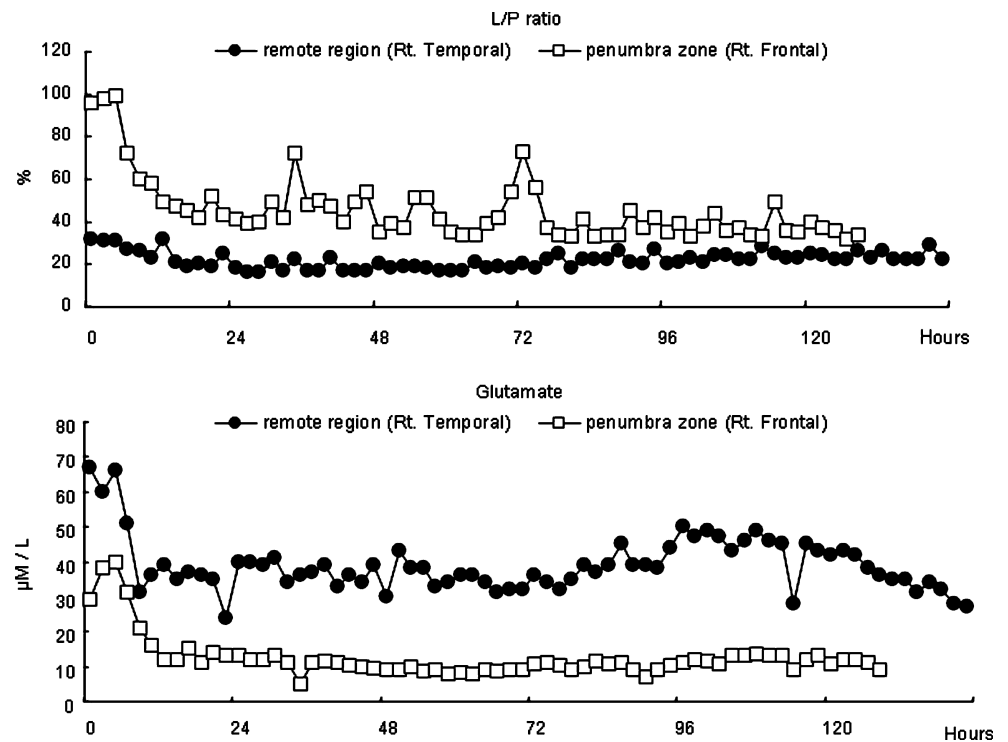 L/P ratio
remote region (Rt. Temporal) penumbra zone (Rt. Frontal)
%
120
100
80
60
40
20
0
0 24 48 72 96 120 Hours
Glutamate
remote region (Rt. Temporal) penumbra zone (Rt. Frontal)
µM / L
80
70
60
50
40
30
20
10
0
0 24 48 72 96 120 Hours